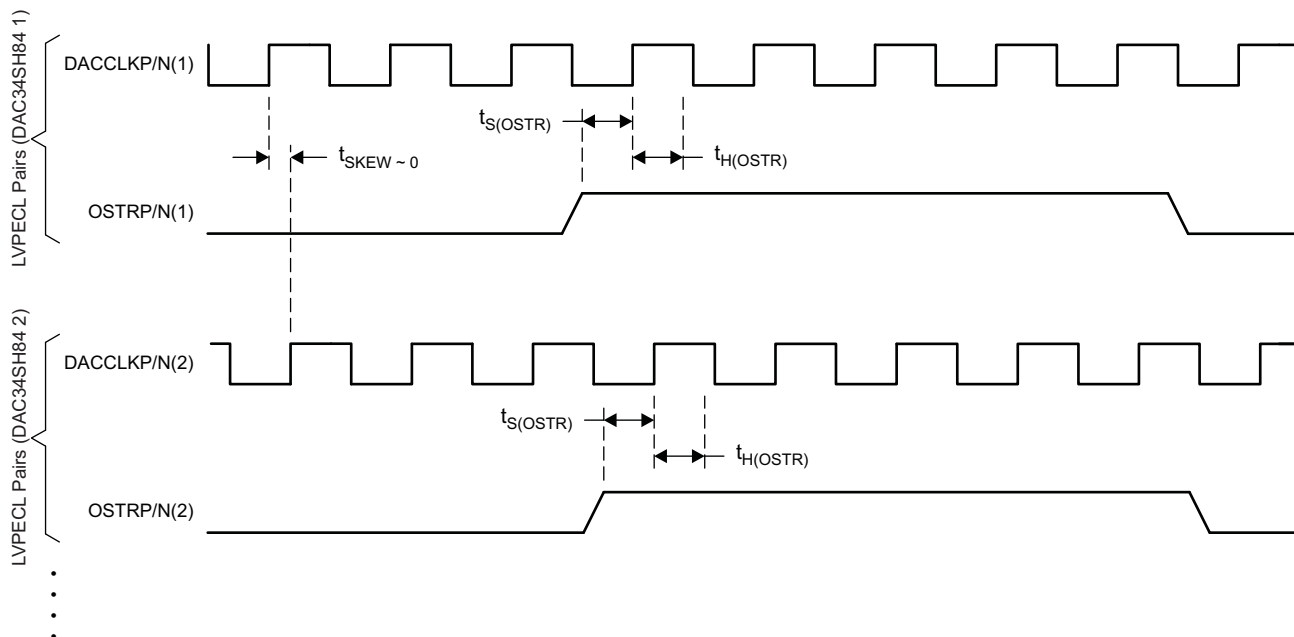 LVPECL Pairs (DAC34SH84 1)
DACCLKP/N(1)
tS(OSTR)
tH(OSTR)
tSKEW ~ 0
OSTRP/N(1)
LVPECL Pairs (DAC34SH84 2)
DACCLKP/N(2)
tS(OSTR)
tH(OSTR)
OSTRP/N(2)